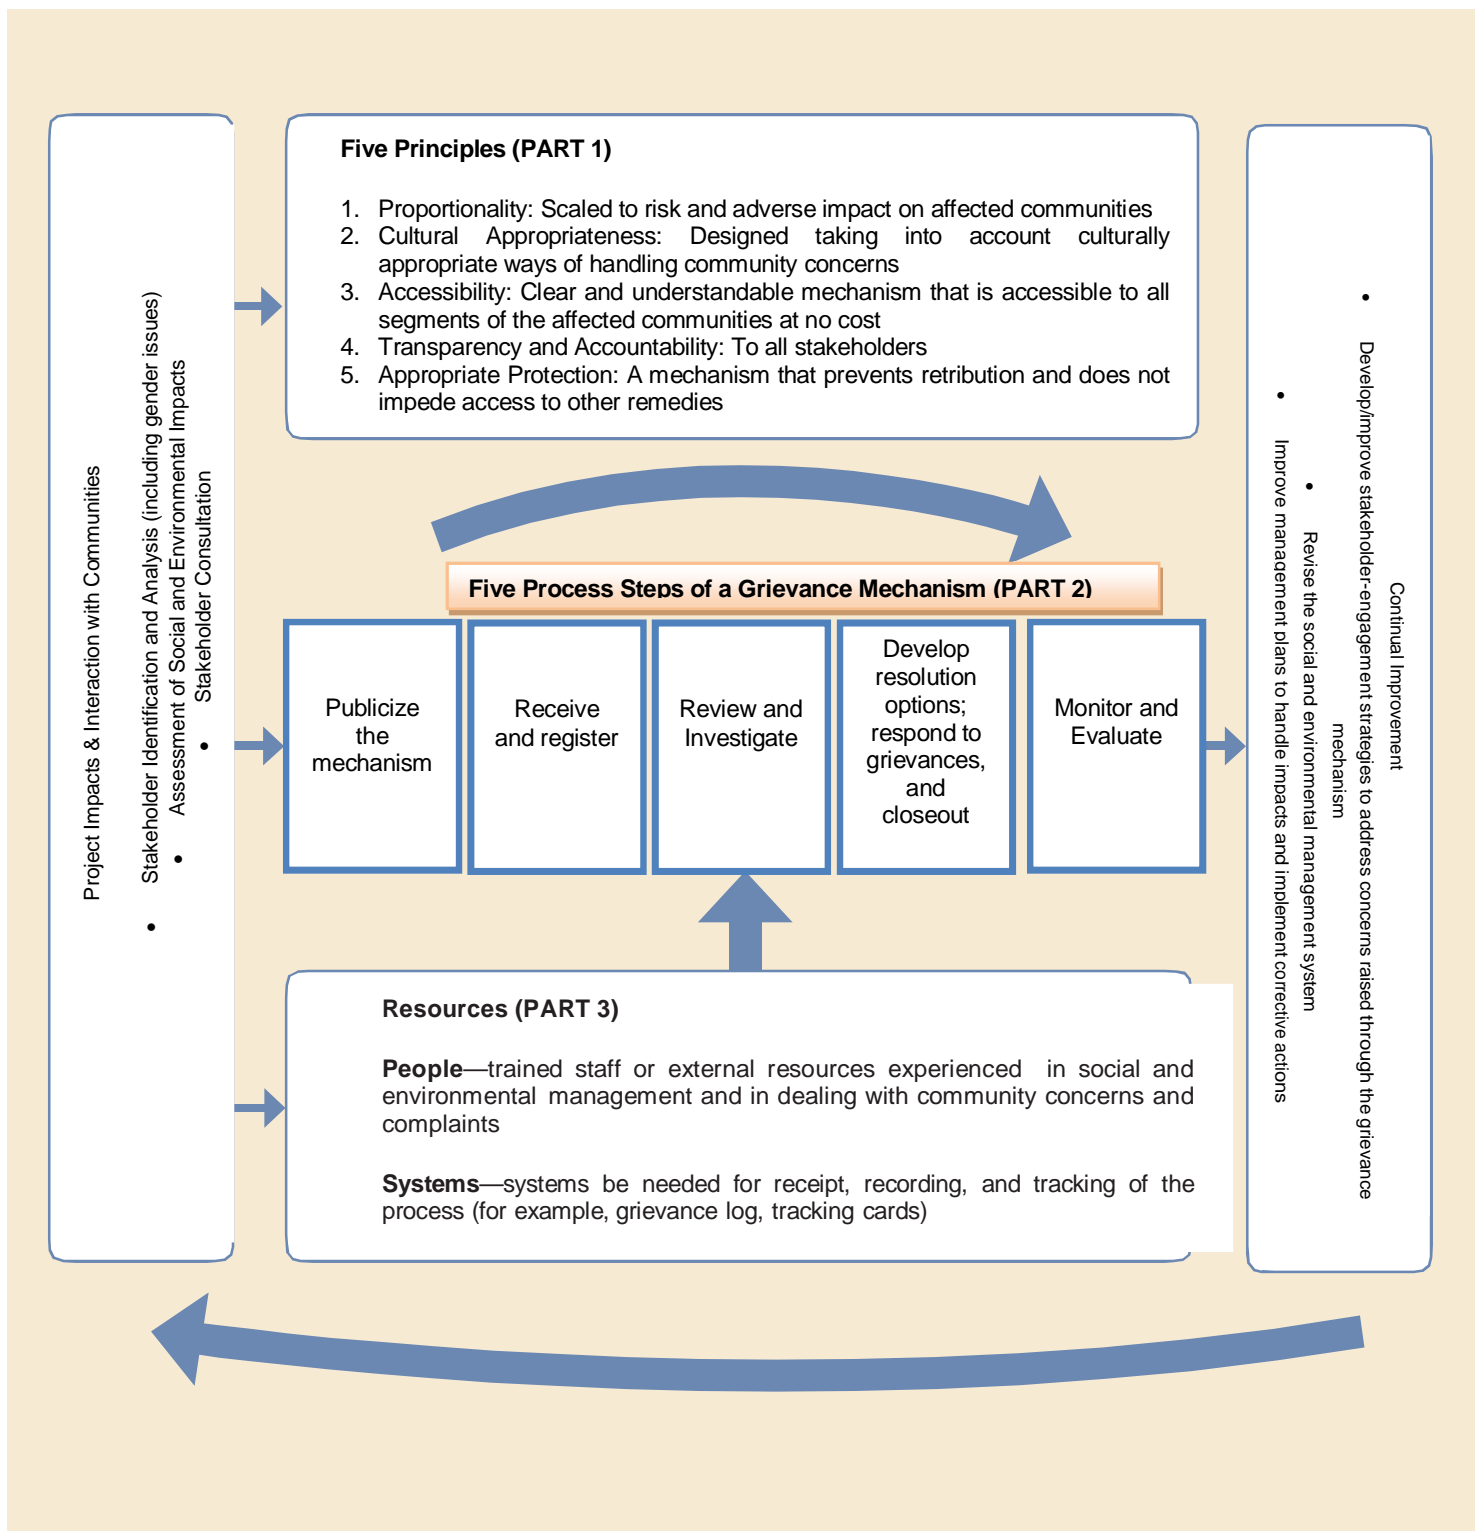 Project Impacts & Interaction with Communities
• Stakeholder Identification and Analysis (including gender issues)
• Assessment of Social and Environmental Impacts
• Stakeholder Consultation
Five Principles (PART 1)
1. Proportionality: Scaled to risk and adverse impact on affected communities
2. Cultural Appropriateness: Designed taking into account culturally
appropriate ways of handling community concerns
3. Accessibility: Clear and understandable mechanism that is accessible to all
segments of the affected communities at no cost
4. Transparency and Accountability: To all stakeholders
5. Appropriate Protection: A mechanism that prevents retribution and does not
impede access to other remedies
Five Process Steps of a Grievance Mechanism (PART 2)
Publicize
the
mechanism
Receive
and register
Review and
Investigate
Develop
resolution
options;
respond to
grievances,
and
closeout
Monitor and
Evaluate
Resources (PART 3)
People—trained staff or external resources experienced in social and
environmental management and in dealing with community concerns and
complaints
Systems—systems be needed for receipt, recording, and tracking of the
process (for example, grievance log, tracking cards)
Continual Improvement
• Develop/improve stakeholder-engagement strategies to address concerns raised through the grievance
mechanism
• Revise the social and environmental management system
• Improve management plans to handle impacts and implement corrective actions